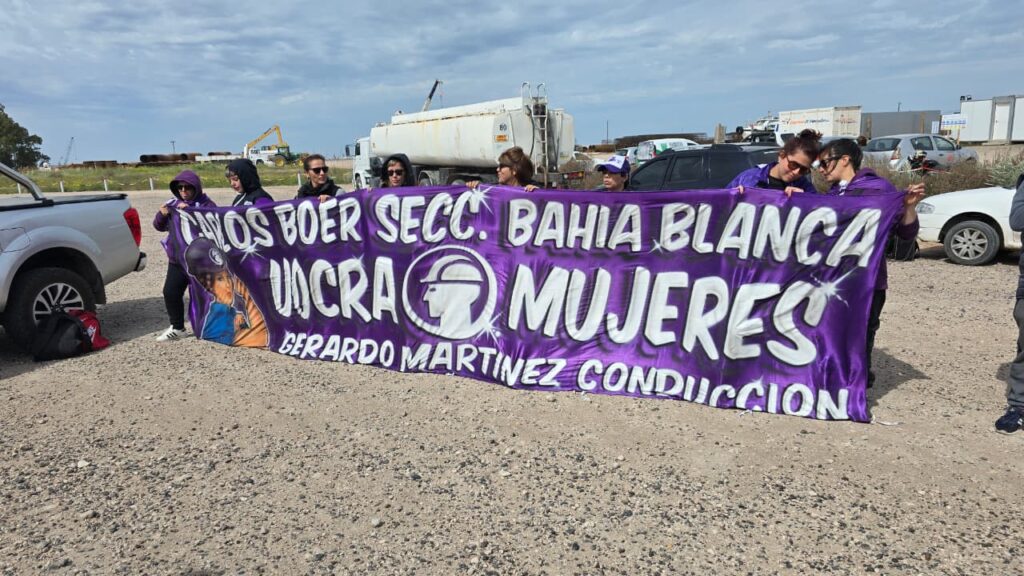 CARLOS BOER SECC. BAHIA BLANCA
UOCRA MUJERES
GERARDO MARTINEZ CONDUCCION